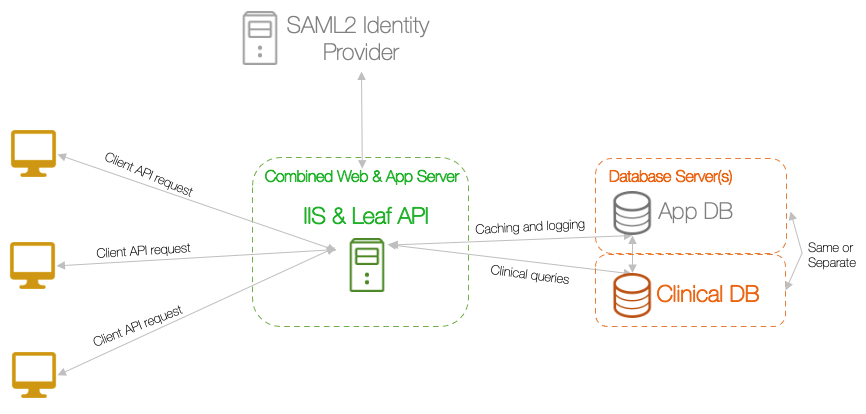 SAML2 Identity
Provider
Client API request
Client API request
Client API request
Combined Web & App Server
IIS & Leaf API
Caching and logging
Clinical queries
Database Server(s)
App DB
Clinical DB
Same or
Separate